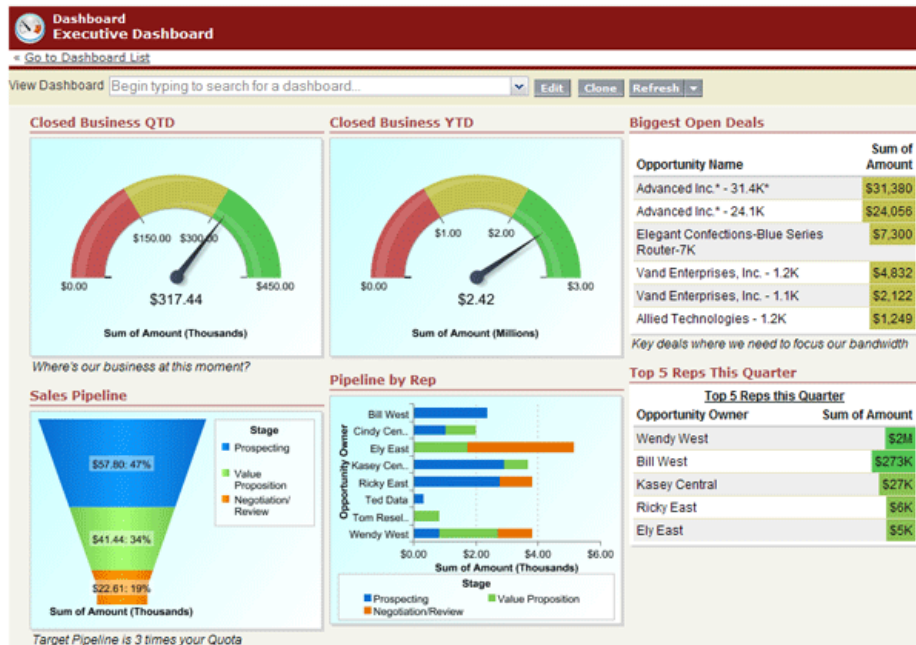 Dashboard
Executive Dashboard
« Go to Dashboard List
View Dashboard Begin typing to search for a dashboard... Edit Clone Refresh
Closed Business QTD
$0.00 $150.00 $300.00 $450.00
$317.44
Sum of Amount (Thousands)
Where's our business at this moment?
Closed Business YTD
$0.00 $1.00 $2.00 $3.00
$2.42
Sum of Amount (Millions)
Biggest Open Deals
Opportunity Name Sum of Amount
Advanced Inc.* - 31.4K* $31,380
Advanced Inc.* - 24.1K $24,056
Elegant Confections-Blue Series $7,300
Router-7K
Vand Enterprises, Inc. - 1.2K $4,832
Vand Enterprises, Inc. - 1.1K $2,122
Allied Technologies - 1.2K $1,249
Key deals where we need to focus our bandwidth
Sales Pipeline
$57.80: 47%
$41.44: 34%
$22.61: 19%
Sum of Amount (Thousands)
Stage
Prospecting
Value
Proposition
Negotiation/
Review
Target Pipeline is 3 times your Quota
Pipeline by Rep
Opportunity Owner
Bill West
Cindy Cen...
Ely East
Kasey Cen...
Ricky East
Ted Data
Tom Resel...
Wendy West
$0.00 $2.00 $4.00 $6.00
Sum of Amount (Thousands)
Stage
Prospecting Value Proposition
Negotiation/Review
Top 5 Reps This Quarter
Top 5 Reps this Quarter
Opportunity Owner Sum of Amount
Wendy West $2M
Bill West $273K
Kasey Central $27K
Ricky East $6K
Ely East $5K